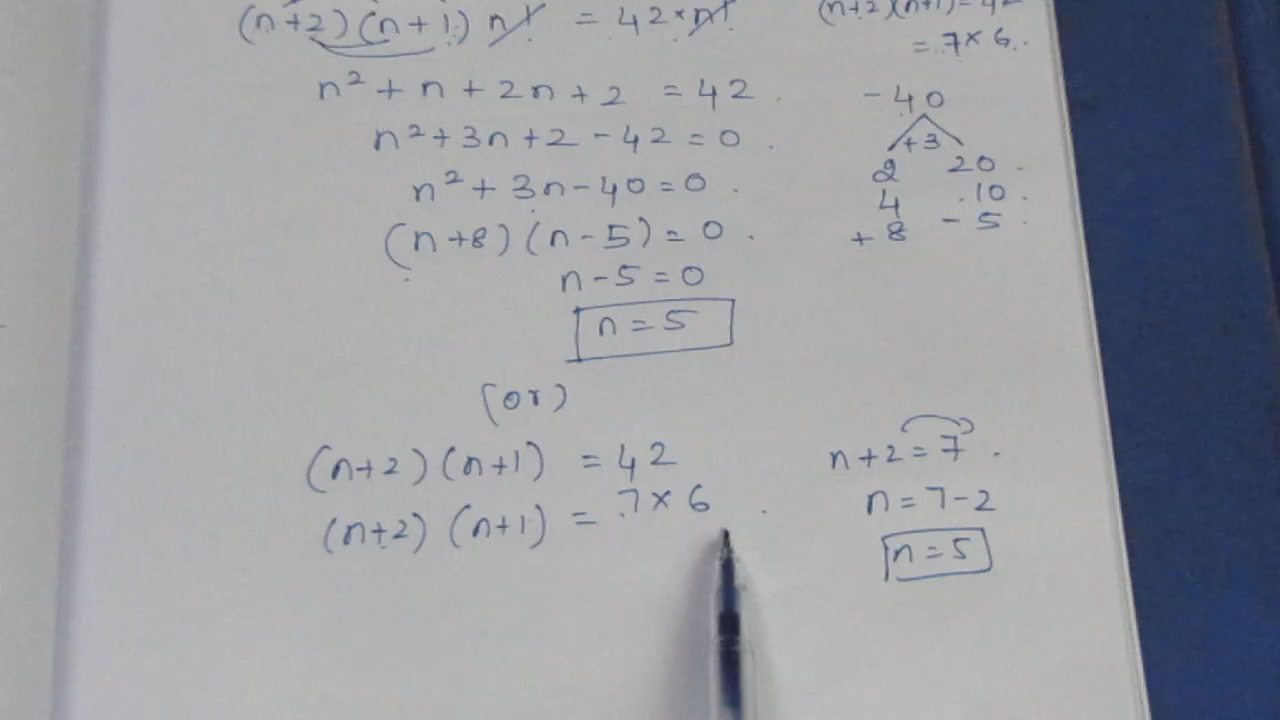 (n+2)(n+1) n! = 42 × n!
n² + n + 2n + 2 = 42.
n² + 3n + 2 - 42 = 0.
n² + 3n - 40 = 0.
(n+8)(n-5) = 0.
n - 5 = 0
n = 5
(or)
(n+2)(n+1) = 42
(n+2)(n+1) = 7 × 6.
(n+2)(n+1) = 42
= 7 × 6.
- 40
+3
2 20.
4 10.
+ 8 - 5.
n + 2 = 7.
n = 7 - 2
n = 5